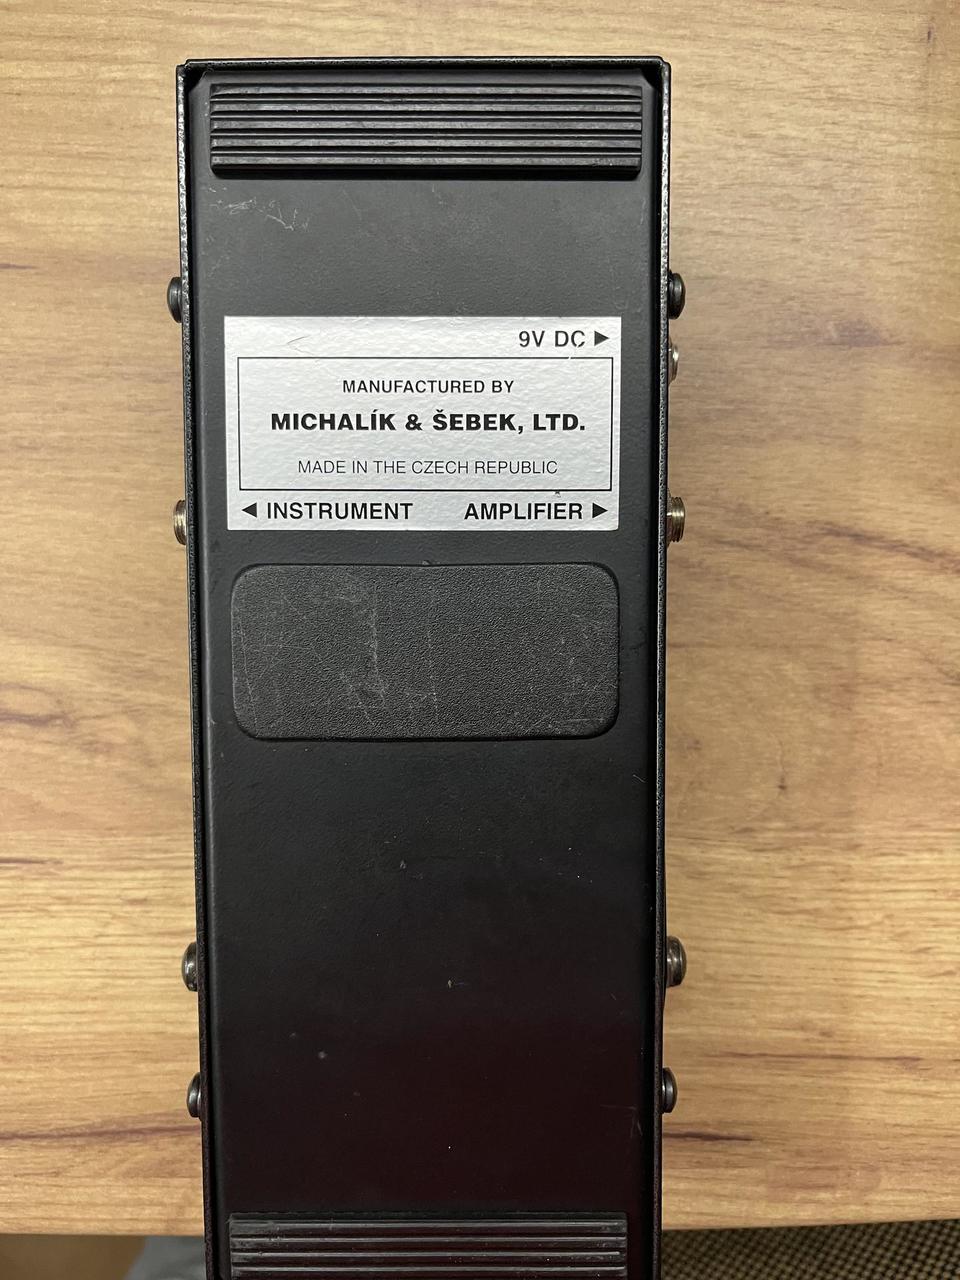 9V DC ▶
MANUFACTURED BY
MICHALÍK & ŠEBEK, LTD.
MADE IN THE CZECH REPUBLIC
◀ INSTRUMENT AMPLIFIER ▶